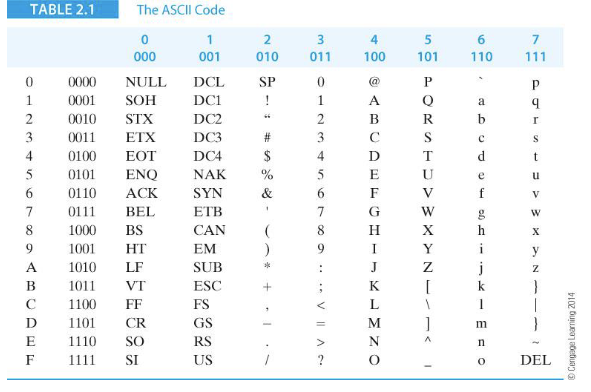 TABLE 2.1 The ASCII Code
0 1 2 3 4 5 6 7
000 001 010 011 100 101 110 111
0 0000 NULL DCL SP 0 @ P ` p
1 0001 SOH DC1 ! 1 A Q a q
2 0010 STX DC2 “ 2 B R b r
3 0011 ETX DC3 # 3 C S c s
4 0100 EOT DC4 $ 4 D T d t
5 0101 ENQ NAK % 5 E U e u
6 0110 ACK SYN & 6 F V f v
7 0111 BEL ETB ' 7 G W g w
8 1000 BS CAN ( 8 H X h x
9 1001 HT EM ) 9 I Y i y
A 1010 LF SUB * : J Z j z
B 1011 VT ESC + ; K [ k }
C 1100 FF FS , < L \ l |
D 1101 CR GS – = M ] m }
E 1110 SO RS . > N ^ n ~
F 1111 SI US / ? O _ o DEL
© Cengage Learning 2014